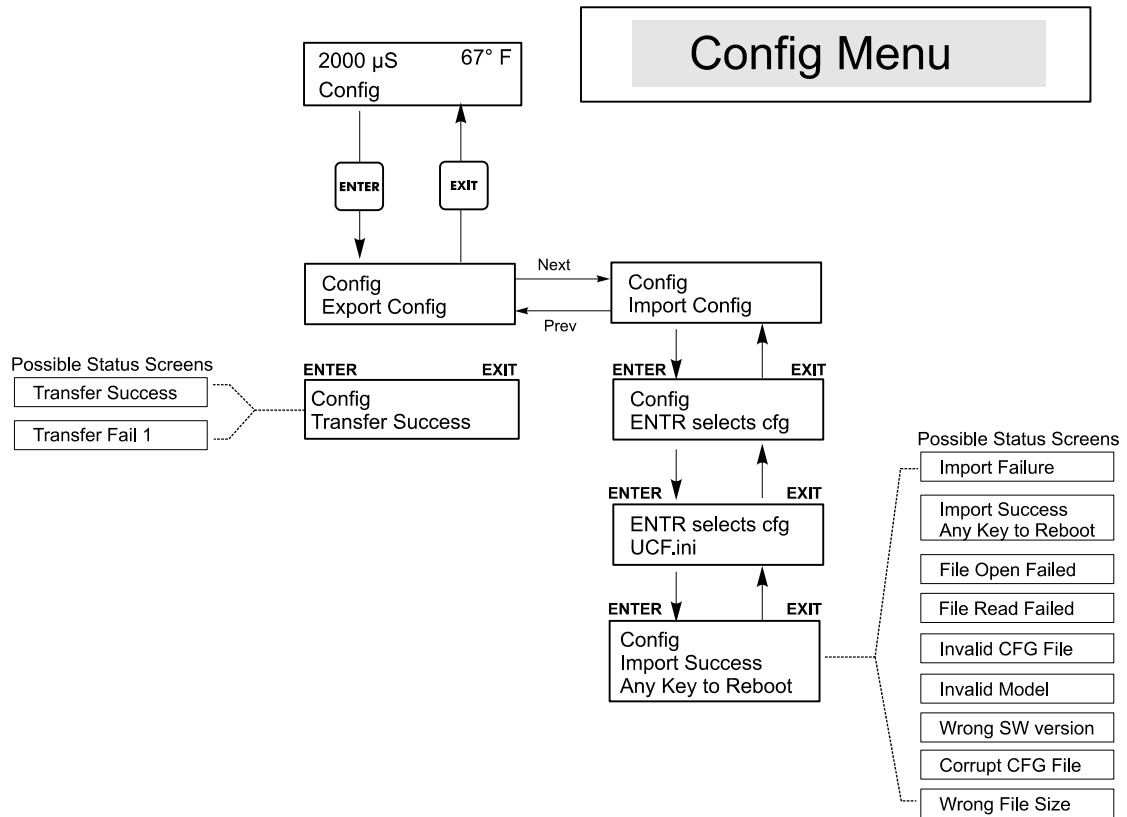 Config Menu
2000 µS 67° F
Config
ENTER
EXIT
Config
Export Config
Next
Prev
Config
Import Config
Possible Status Screens
Transfer Success
Transfer Fail 1
ENTER EXIT
Config
Transfer Success
ENTER EXIT
Config
ENTR selects cfg
ENTER EXIT
ENTR selects cfg
UCF.ini
ENTER EXIT
Config
Import Success
Any Key to Reboot
Possible Status Screens
Import Failure
Import Success
Any Key to Reboot
File Open Failed
File Read Failed
Invalid CFG File
Invalid Model
Wrong SW version
Corrupt CFG File
Wrong File Size